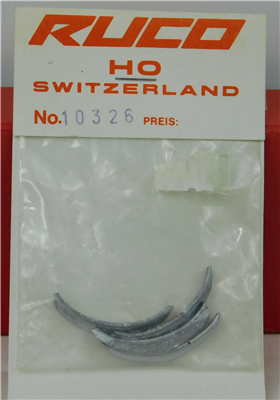 RUCO
HO
SWITZERLAND
No. 10326 PREIS: